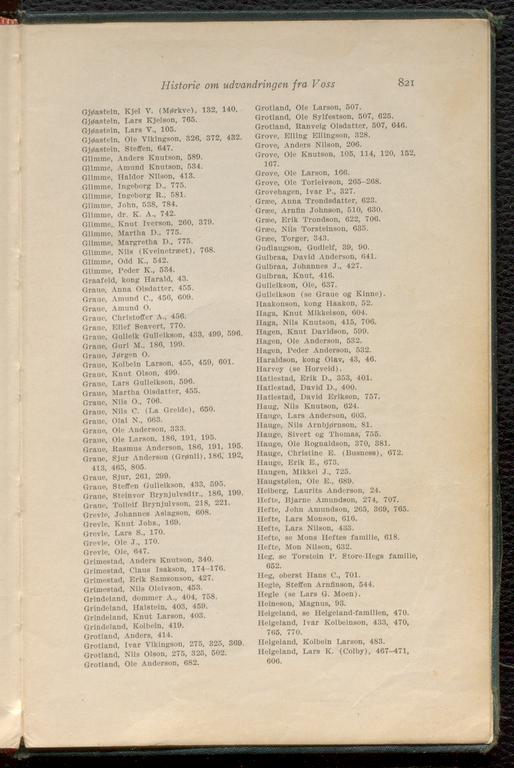 Historie om udvandringen fra Voss 821
Gjøastein, Kjel V. (Mørkve), 132, 140.
Gjøastein, Lars Kjelson, 765.
Gjøastein, Lars V., 105.
Gjøastein, Ole Vikingson, 326, 372, 432.
Gjøastein, Steffen, 647.
Glimme, Anders Knutson, 589.
Glimme, Amund Knutson, 534.
Glimme, Haldor Nilson, 413.
Glimme, Ingeborg D., 775.
Glimme, Ingeborg R., 581.
Glimme, John, 538, 784.
Glimme, dr. K. A., 742.
Glimme, Knut Iverson, 260, 379.
Glimme, Martha D., 775.
Glimme, Margretha D., 775.
Glimme, Nils (Kveinetræet), 768.
Glimme, Odd K., 542.
Glimme, Peder K., 534.
Graafeld, kong Harald, 43.
Graue, Anna Olsdatter, 455.
Graue, Amund C., 456, 609.
Graue, Amund O.
Graue, Christoffer A., 456.
Graue, Ellef Seavert, 770.
Graue, Gulleik Gulleikson, 433, 499, 596.
Graue, Guri M., 186, 199.
Graue, Jørgen O.
Graue, Kolbein Larson, 455, 459, 601.
Graue, Knut Olson, 499.
Graue, Lars Gulleikson, 596.
Graue, Martha Olsdatter, 455.
Graue, Nils O., 706.
Graue, Nils C. (La Greide), 650.
Graue, Olai N., 663.
Graue, Ole Anderson, 333.
Graue, Ole Larson, 186, 191, 195.
Graue, Rasmus Anderson, 186, 191, 195.
Graue, Sjur Anderson (Grønli), 186, 192,
413, 465, 805.
Graue, Sjur, 261, 299.
Graue, Steffen Gulleikson, 433, 595.
Graue, Steinvor Brynjulvsdtr., 186, 199.
Graue, Tolleif Brynjulvson, 218, 221.
Grevle, Johannes Aslagson, 608.
Grevle, Knut Johs., 169.
Grevle, Lars S., 170.
Grevle, Ole J., 170.
Grevle, Ole, 647.
Grimestad, Anders Knutson, 340.
Grimestad, Claus Isakson, 174–176.
Grimestad, Erik Samsonson, 427.
Grimestad, Nils Oleivson, 453.
Grindeland, dommer A., 404, 758.
Grindeland, Halstein, 403, 459.
Grindeland, Knut Larson, 403.
Grindeland, Kolbein, 419.
Grotland, Anders, 414.
Grotland, Ivar Vikingson, 275, 325, 369.
Grotland, Nils Olson, 275, 325, 502.
Grotland, Ole Anderson, 682.
Grotland, Ole Larson, 507.
Grotland, Ole Sylfestson, 507, 625.
Grotland, Ranveig Olsdatter, 507, 646.
Grove, Elling Ellingson, 328.
Grove, Anders Nilson, 206.
Grove, Ole Knutson, 105, 114, 120, 152,
167.
Grove, Ole Larson, 166.
Grove, Ole Torleivson, 265–268.
Grovehagen, Ivar P., 327.
Græe, Anna Trondsdatter, 623.
Græe, Arnfin Johnson, 510, 630.
Græe, Erik Trondson, 622, 706.
Græe, Nils Torsteinson, 635.
Græe, Torger, 343.
Gudlaugson, Gudleif, 39, 90.
Gulbraa, David Anderson, 641.
Gulbraa, Johannes J., 427.
Gulbraa, Knut, 416.
Gulleikson, Ole, 637.
Gulleikson (se Graue og Kinne).
Haakonson, kong Haakon, 52.
Haga, Knut Mikkelson, 604.
Haga, Nils Knutson, 415, 706.
Hagen, Knut Davidson, 599.
Hagen, Ole Anderson, 532.
Hagen, Peder Anderson, 532.
Haraldson, kong Olav, 43, 46.
Harvey (se Horveid).
Hatlestad, Erik D., 353, 401.
Hatlestad, David D., 400.
Hatlestad, David Erikson, 757.
Haug, Nils Knutson, 624.
Hauge, Lars Anderson, 603.
Hauge, Nils Arnbjørnson, 81.
Hauge, Sivert og Thomas, 755.
Hauge, Ole Rognaldson, 370, 381.
Hauge, Christine E. (Busness), 672.
Hauge, Erik E., 673.
Haugen, Mikkel J., 725.
Haugstølen, Ole E., 689.
Heiberg, Laurits Anderson, 24.
Hefte, Bjarne Amundson, 274, 707.
Hefte, John Amundson, 265, 369, 765.
Hefte, Lars Monson, 616.
Hefte, Lars Nilson, 433.
Hefte, se Mons Heftes familie, 618.
Hefte, Mon Nilson, 632.
Heg, se Torstein P. Store-Hegs familie,
652.
Heg, oberst Hans C., 701.
Hegle, Steffen Arnfinson, 544.
Hegle (se Lars G. Moen).
Heineson, Magnus, 93.
Helgeland, se Helgeland-familien, 470.
Helgeland, Ivar Kolbeinson, 433, 470,
765, 770.
Helgeland, Kolbein Larson, 483.
Helgeland, Lars K. (Colby), 467–471,
606.